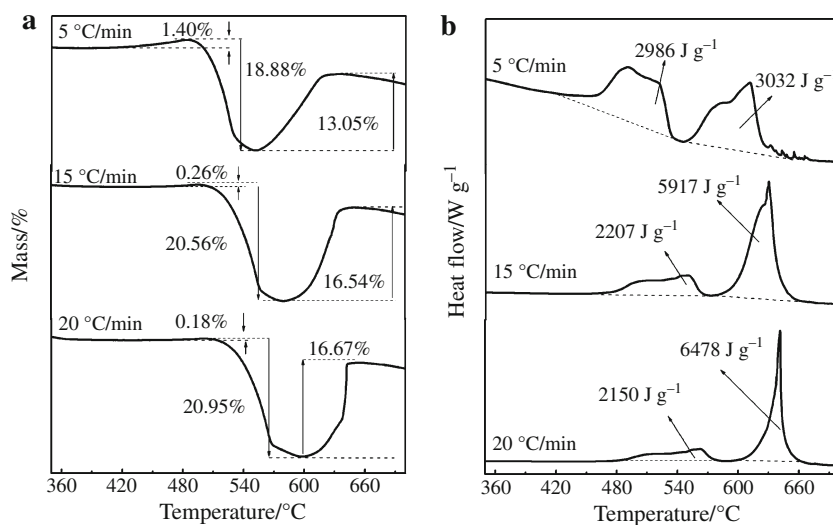 a
5 °C/min
1.40%
18.88%
13.05%
15 °C/min
0.26%
20.56%
16.54%
20 °C/min
0.18%
16.67%
20.95%
Mass/%
360 420 480 540 600 660
Temperature/°C
b
5 °C/min
2986 J g⁻¹
3032 J g⁻
5917 J g⁻¹
2207 J g⁻¹
15 °C/min
6478 J g⁻¹
2150 J g⁻¹
20 °C/min
Heat flow/W g⁻¹
360 420 480 540 600 660
Temperature/°C